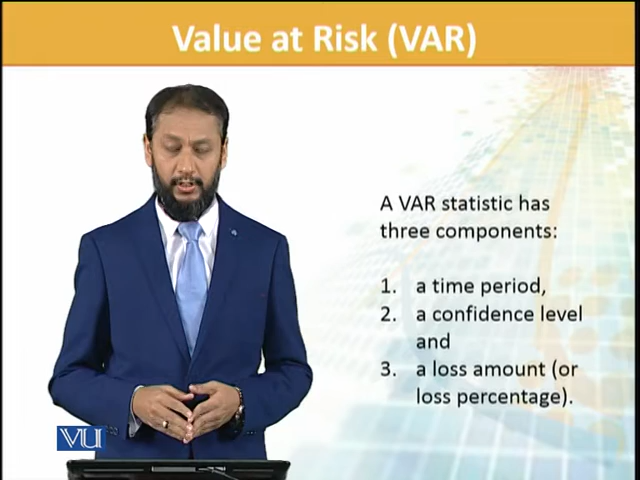 Value at Risk (VAR)
A VAR statistic has
three components:
1. a time period,
2. a confidence level
and
3. a loss amount (or
loss percentage).
VU